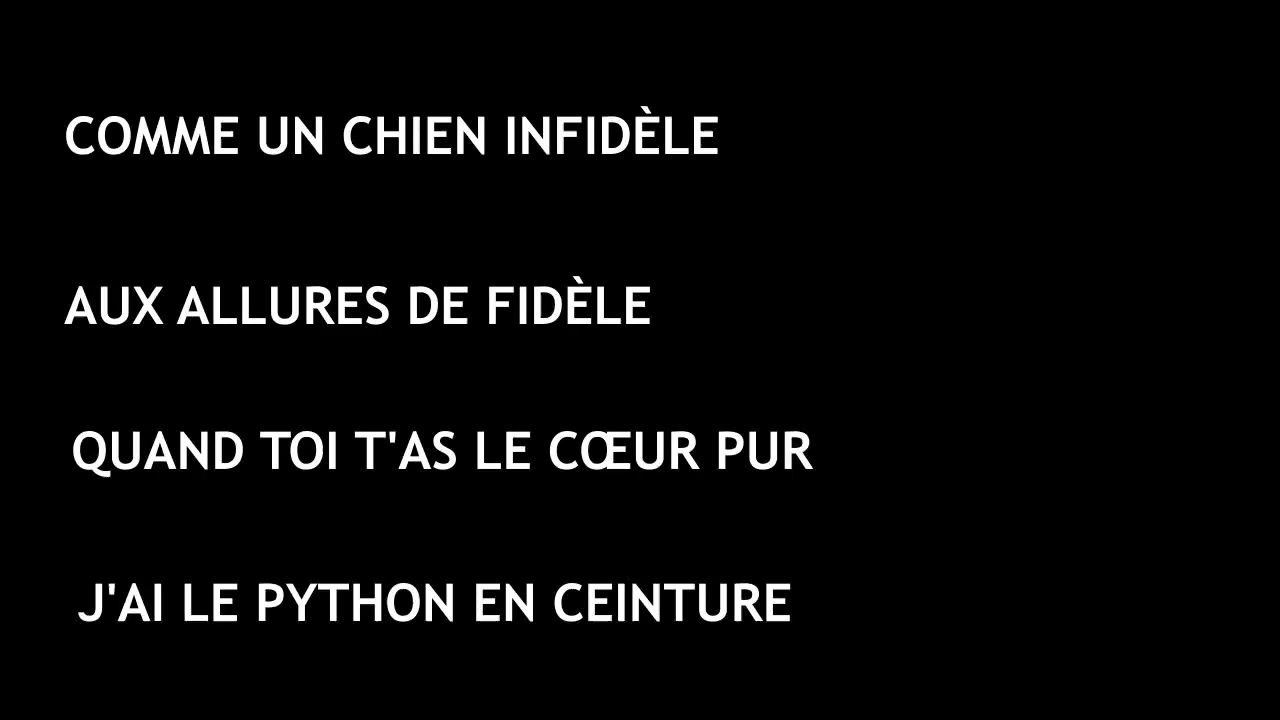 COMME UN CHIEN INFIDÈLE
AUX ALLURES DE FIDÈLE
QUAND TOI T'AS LE CŒUR PUR
J'AI LE PYTHON EN CEINTURE